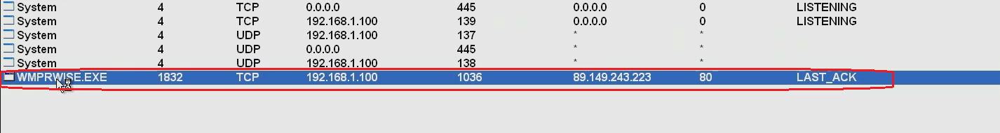 System 4 TCP 0.0.0.0 445 0.0.0.0 0 LISTENING
System 4 TCP 192.168.1.100 139 0.0.0.0 0 LISTENING
System 4 UDP 192.168.1.100 137 * *
System 4 UDP 0.0.0.0 445 * *
System 4 UDP 192.168.1.100 138 * *
WMPRWISE.EXE 1832 TCP 192.168.1.100 1036 89.149.243.223 80 LAST_ACK